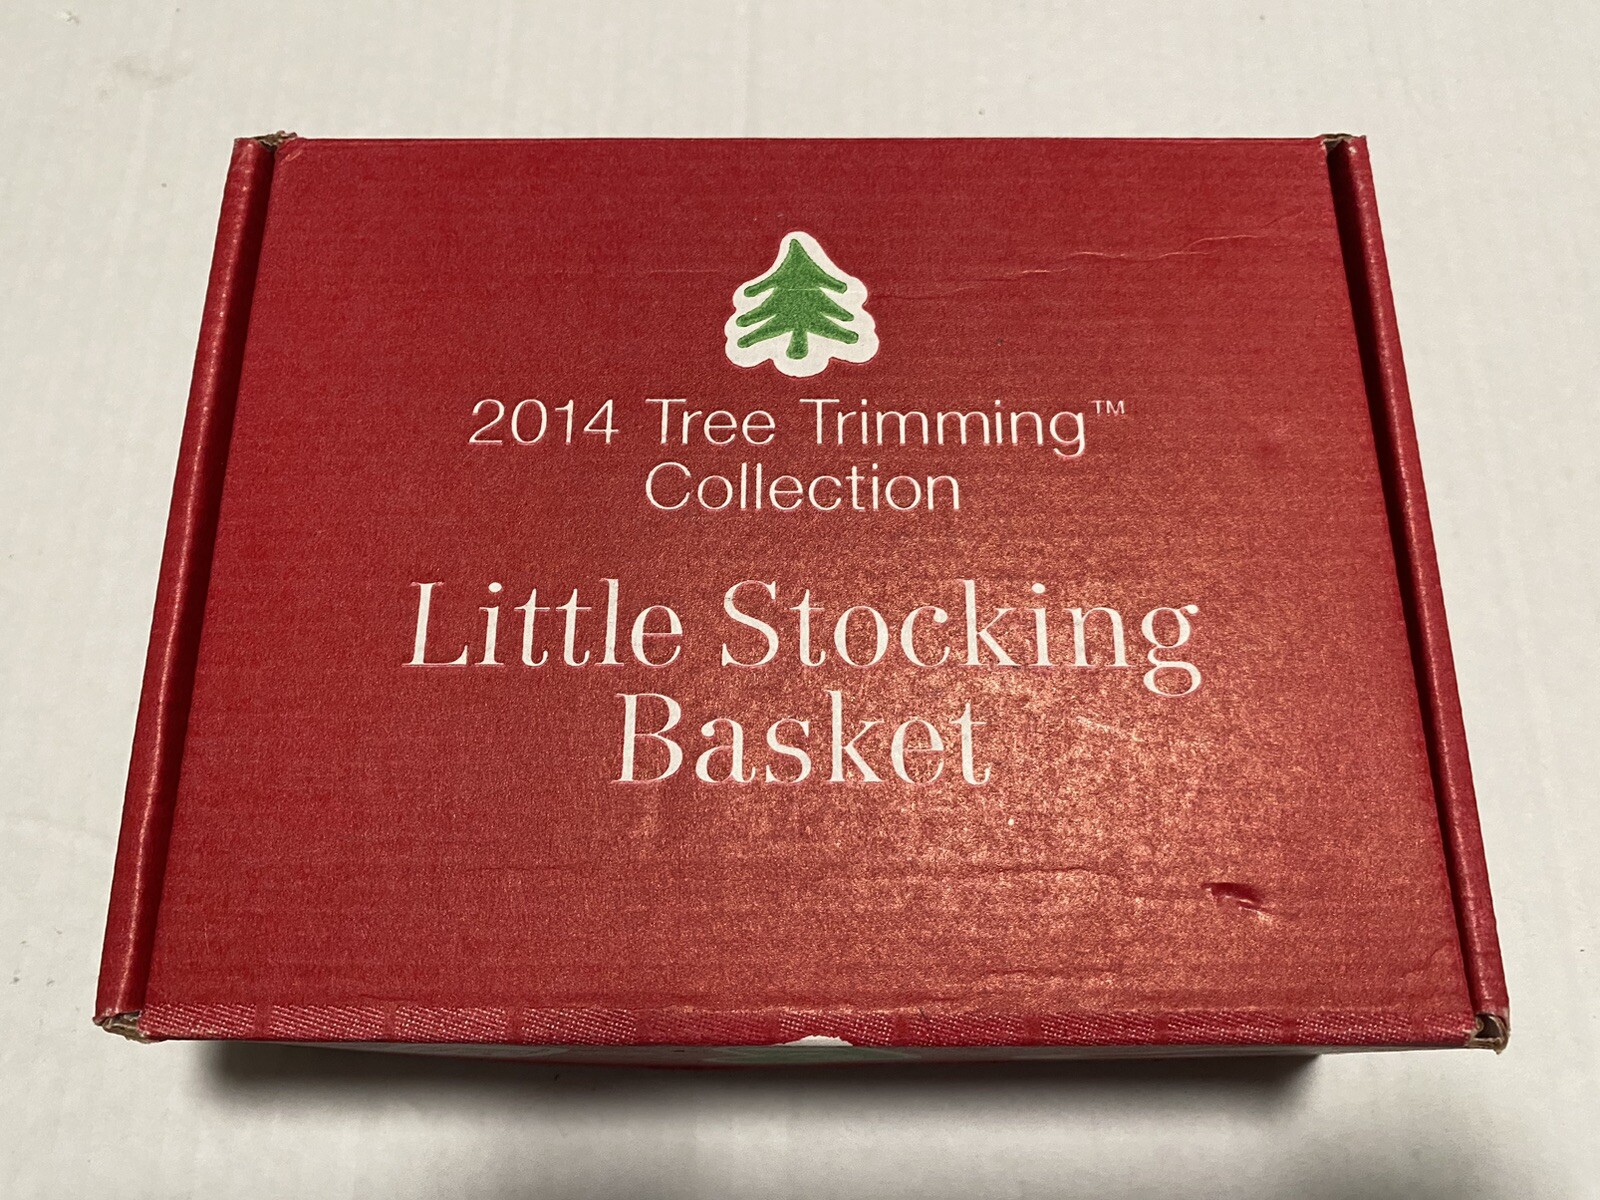 2014 Tree Trimming™
Collection
Little Stocking
Basket